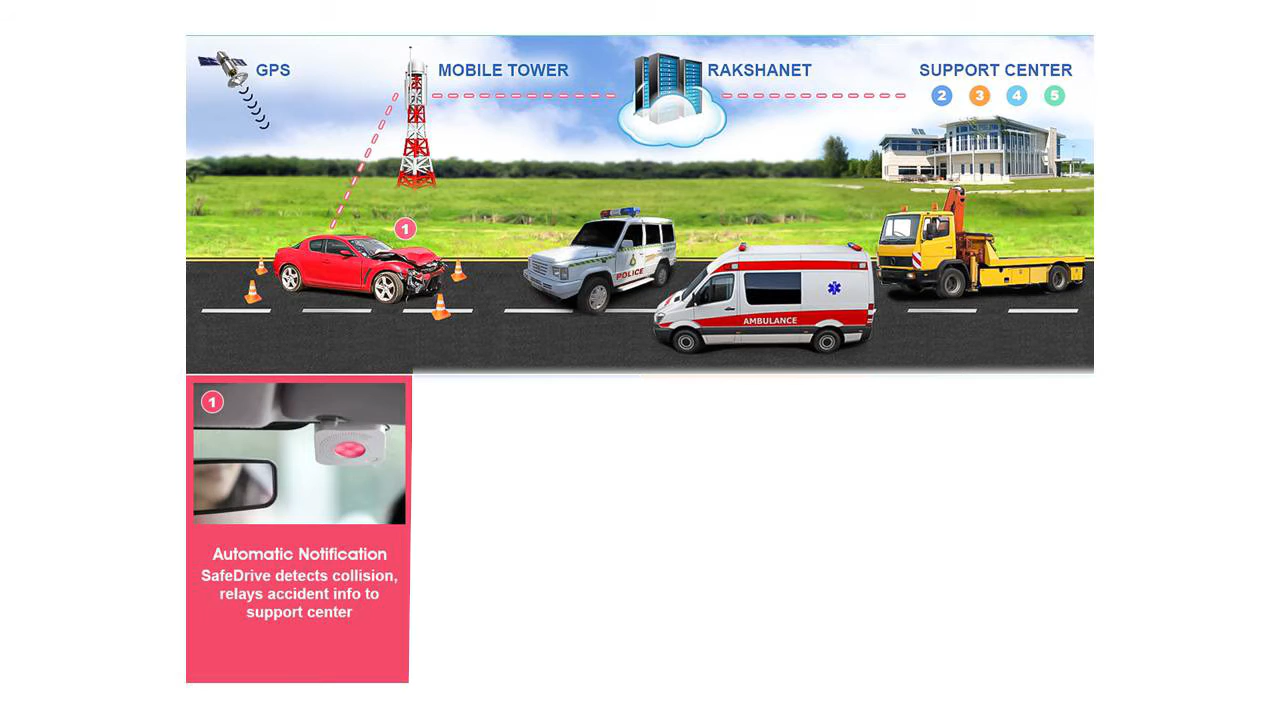 GPS
MOBILE TOWER
RAKSHANET
SUPPORT CENTER
2 3 4 5
1
POLICE
AMBULANCE
1
Automatic Notification
SafeDrive detects collision,
relays accident info to
support center